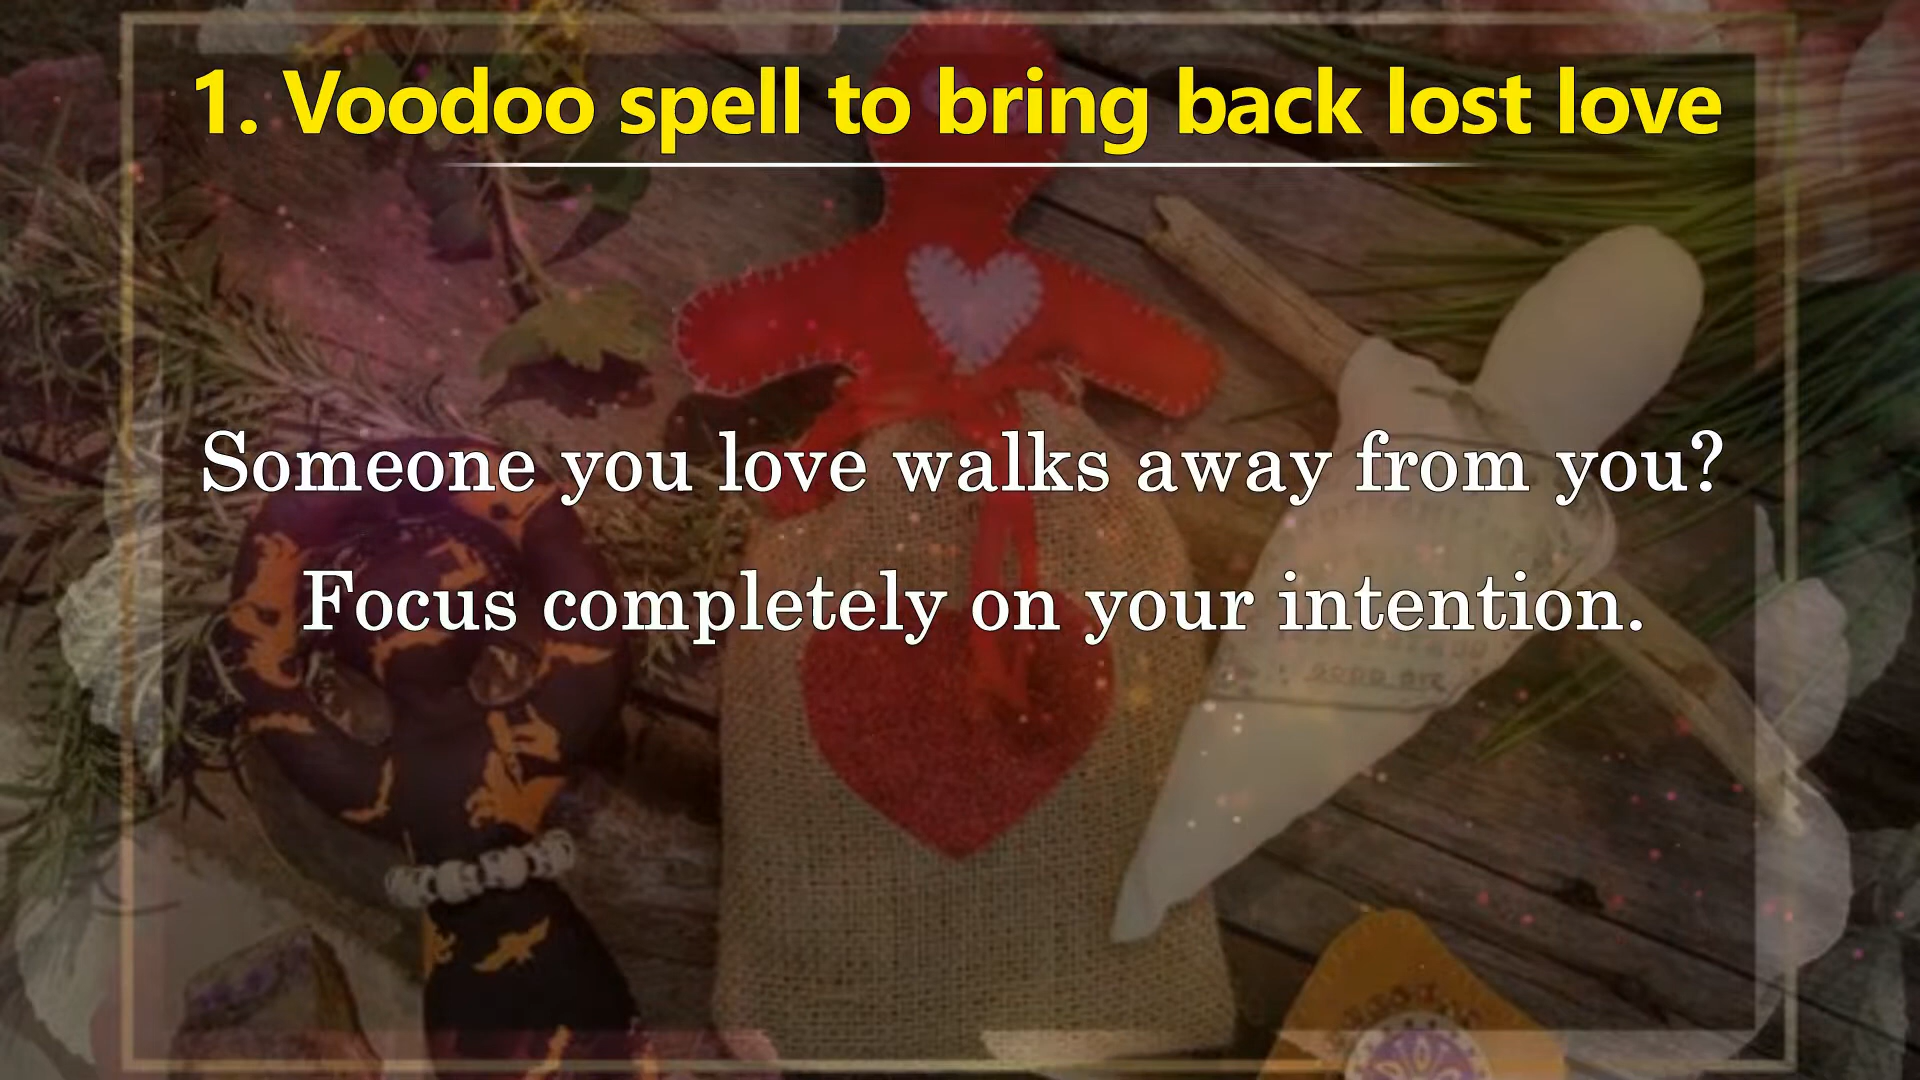 1. Voodoo spell to bring back lost love
Someone you love walks away from you?
Focus completely on your intention.